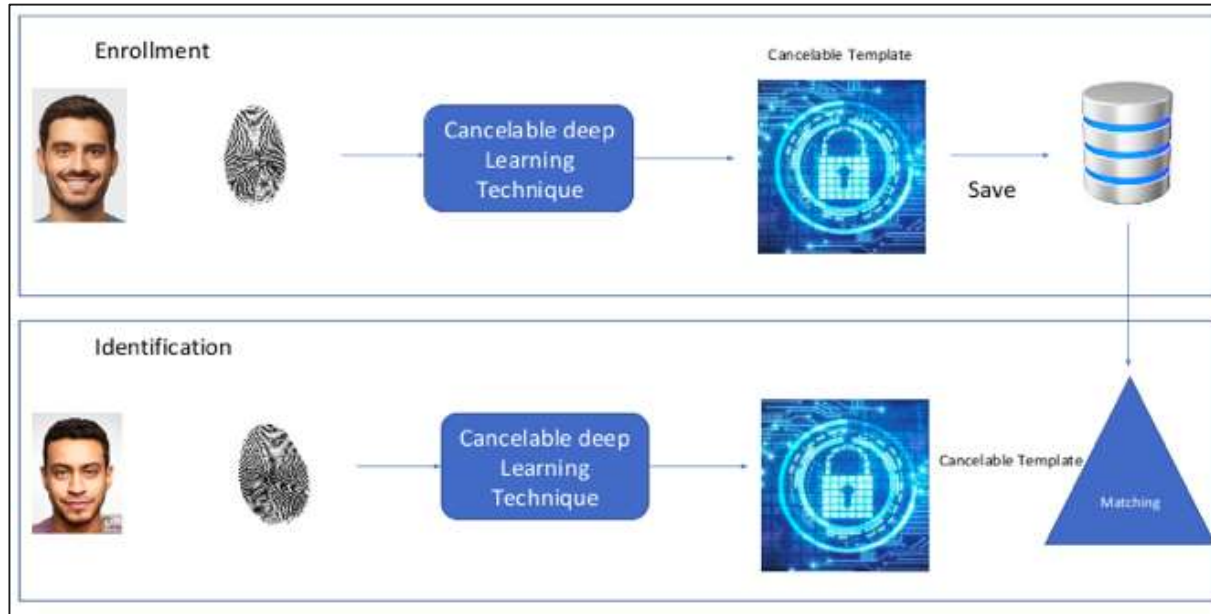 Enrollment
Cancelable Template
Cancelable deep
Learning
Technique
Save
Identification
Cancelable deep
Learning
Technique
Cancelable Template
Matching